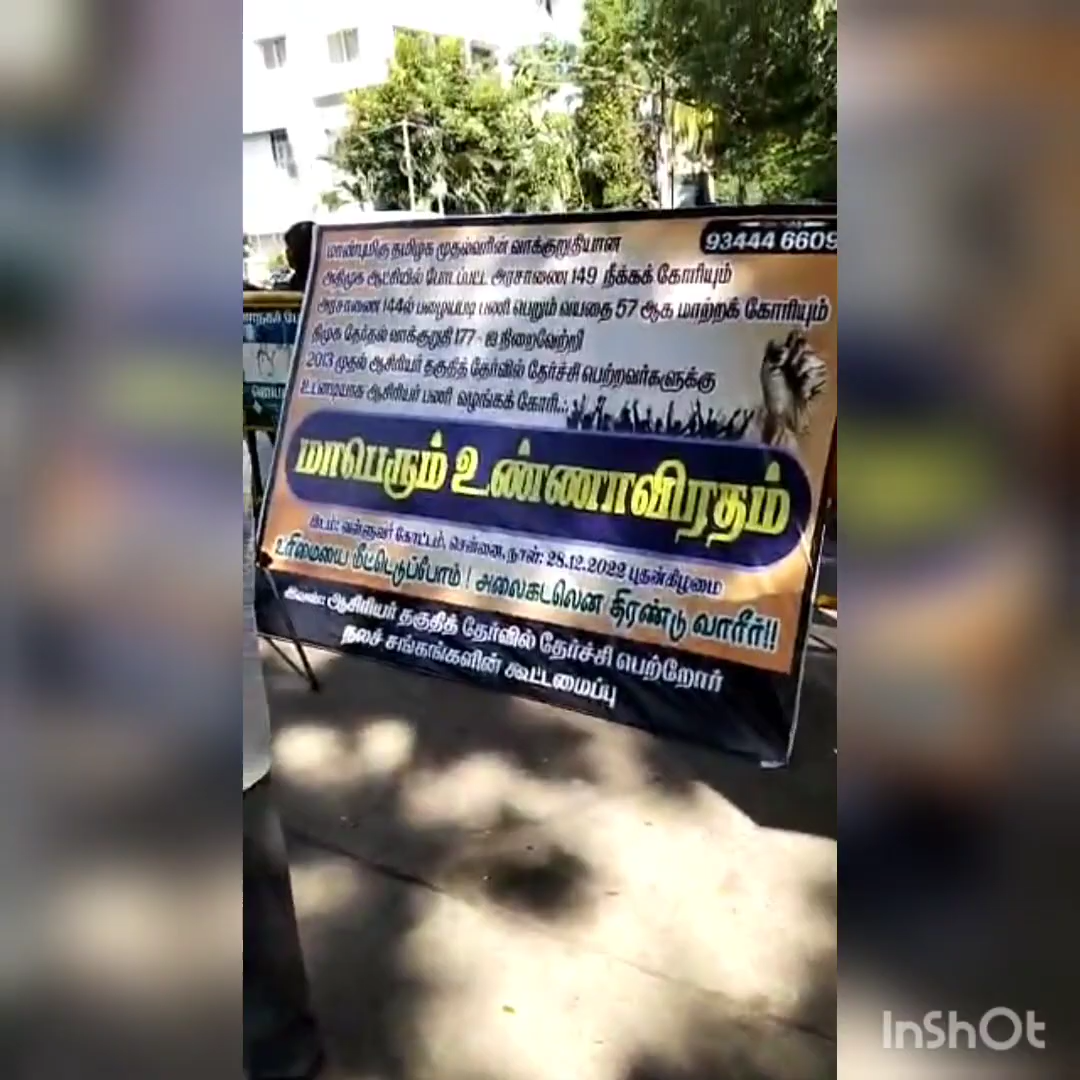 93444 6609
மாண்புமிகு தமிழக முதல்வரின் வாக்குறுதியான
அதிமுக ஆட்சியில் போடப்பட்ட அரசாணை 149 நீக்கக் கோரியும்
அரசாணை 144ல் பழையபடி பணி பெறும் வயதை 57 ஆக மாற்றக் கோரியும்
திமுக தேர்தல் வாக்குறுதி 177 - ஐ நிறைவேற்றி
2013 முதல் ஆசிரியர் தகுதித் தேர்வில் தேர்ச்சி பெற்றவர்களுக்கு
உடனடியாக ஆசிரியர் பணி வழங்கக் கோரி...
மாபெரும் உண்ணாவிரதம்
இடம்: வள்ளுவர் கோட்டம், சென்னை, நாள்: 28.12.2022 புதன்கிழமை
உரிமையை மீட்டெடுப்போம் ! அலைகடலென திரண்டு வாரீர்!!
இவண்: ஆசிரியர் தகுதித் தேர்வில் தேர்ச்சி பெற்றோர்
நலச் சங்கங்களின் கூட்டமைப்பு
InShOt